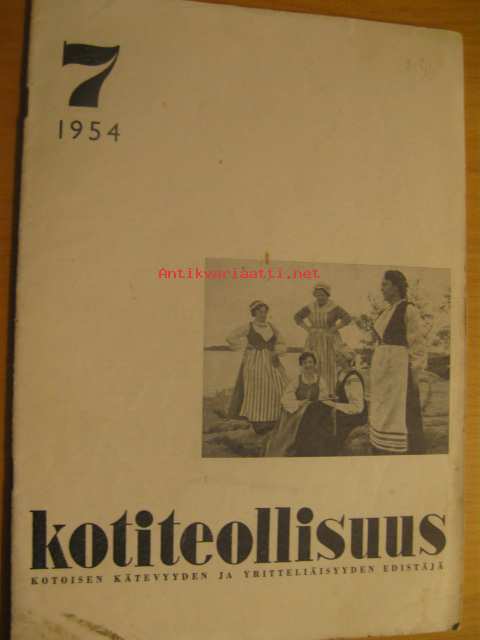 7
1954
Antikvariaatti.net
kotiteollisuus
KOTOISEN KÄTEVYYDEN JA YRITTELIÄISYYDEN EDISTÄJÄ